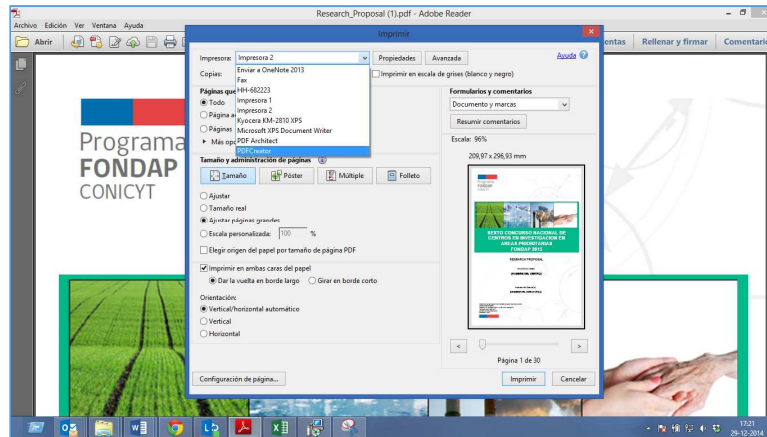 Research_Proposal (1).pdf - Adobe Reader
Archivo Edición Ver Ventana Ayuda
Abrir
Rellenar y firmar
Comentario
Programa
FONDAP
CONICYT
Imprimir
Impresora: Impresora 2
Propiedades
Avanzada
Ayuda
Copias:
Enviar a OneNote 2013
Fax
HH-682223
Impresora 1
Impresora 2
Kyocera KM-2810 XPS
Microsoft XPS Document Writer
PDF Architect
PDFCreator
Imprimir en escala de grises (blanco y negro)
Páginas que
Todo
Página a
Páginas
Más opc
Formularios y comentarios
Documento y marcas
Resumir comentarios
Escala: 96%
209,97 x 296,93 mm
Tamaño y administración de páginas
Tamaño
Póster
Múltiple
Folleto
Ajustar
Tamaño real
Ajustar páginas grandes
Escala personalizada: 100 %
Elegir origen del papel por tamaño de página PDF
Imprimir en ambas caras del papel
Dar la vuelta en borde largo
Girar en borde corto
Orientación:
Vertical/horizontal automático
Vertical
Horizontal
SEXTO CONCURSO NACIONAL DE
CENTROS EN INVESTIGACION EN
AREAS PRIORITARIAS
FONDAP 2015
RESEARCH PROPOSAL
< >
Página 1 de 30
Configuración de página...
Imprimir
Cancelar
17:21
29-12-2014